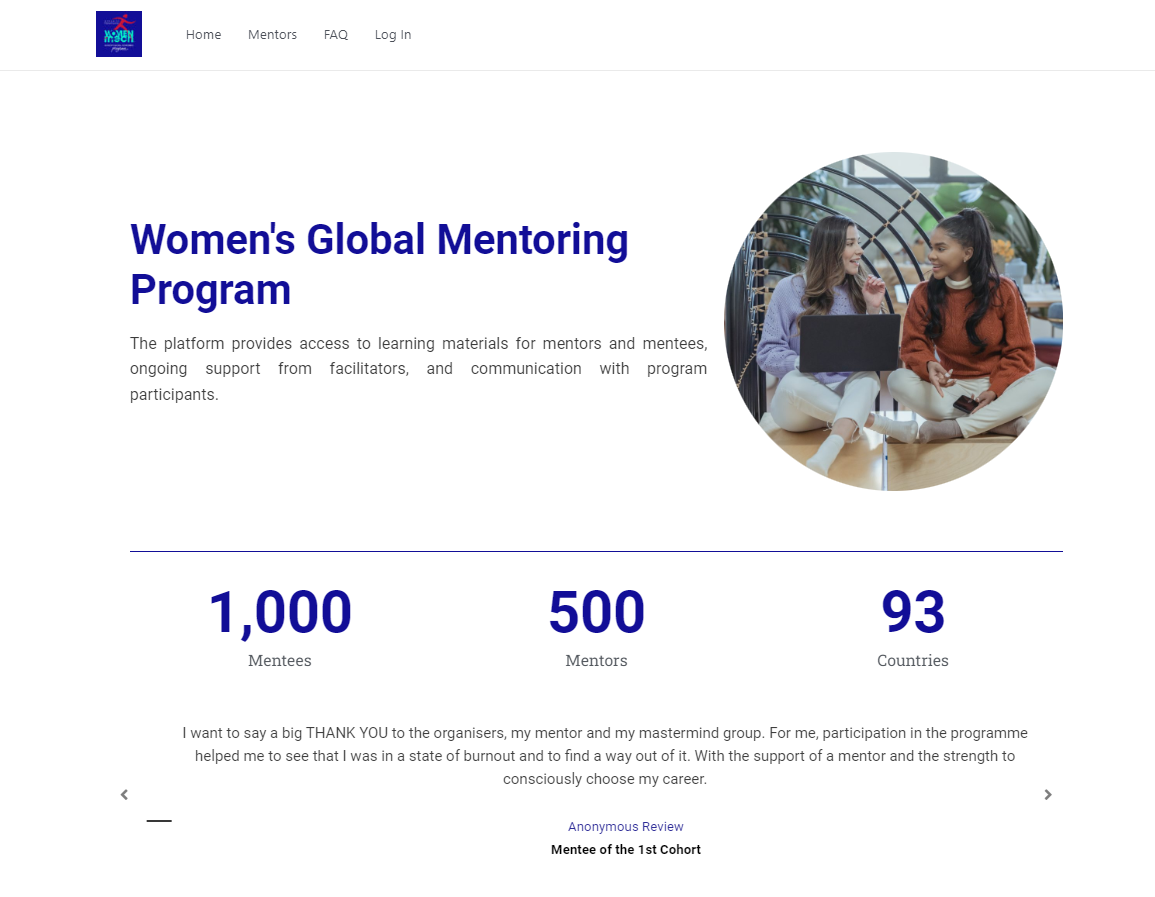 WOMEN
Home Mentors FAQ Log In
Women's Global Mentoring
Program
The platform provides access to learning materials for mentors and mentees,
ongoing support from facilitators, and communication with program
participants.
1,000 500 93
Mentees Mentors Countries
I want to say a big THANK YOU to the organisers, my mentor and my mastermind group. For me, participation in the programme
helped me to see that I was in a state of burnout and to find a way out of it. With the support of a mentor and the strength to
consciously choose my career.
Anonymous Review
Mentee of the 1st Cohort